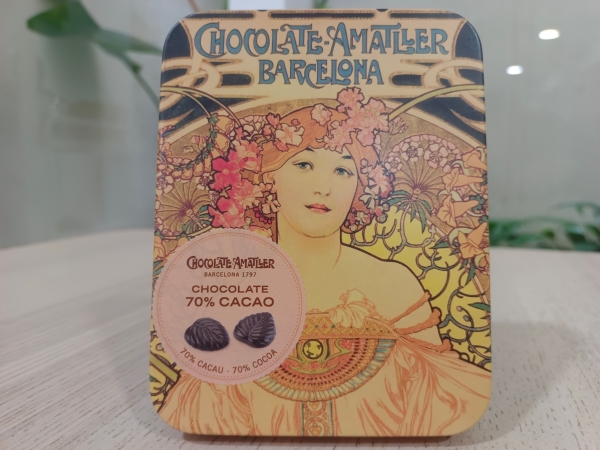 CHOCOLATE-AMATLLER
BARCELONA
CHOCOLATE AMATLLER
BARCELONA 1797
CHOCOLATE
70% CACAO
70% CACAU - 70% COCOA